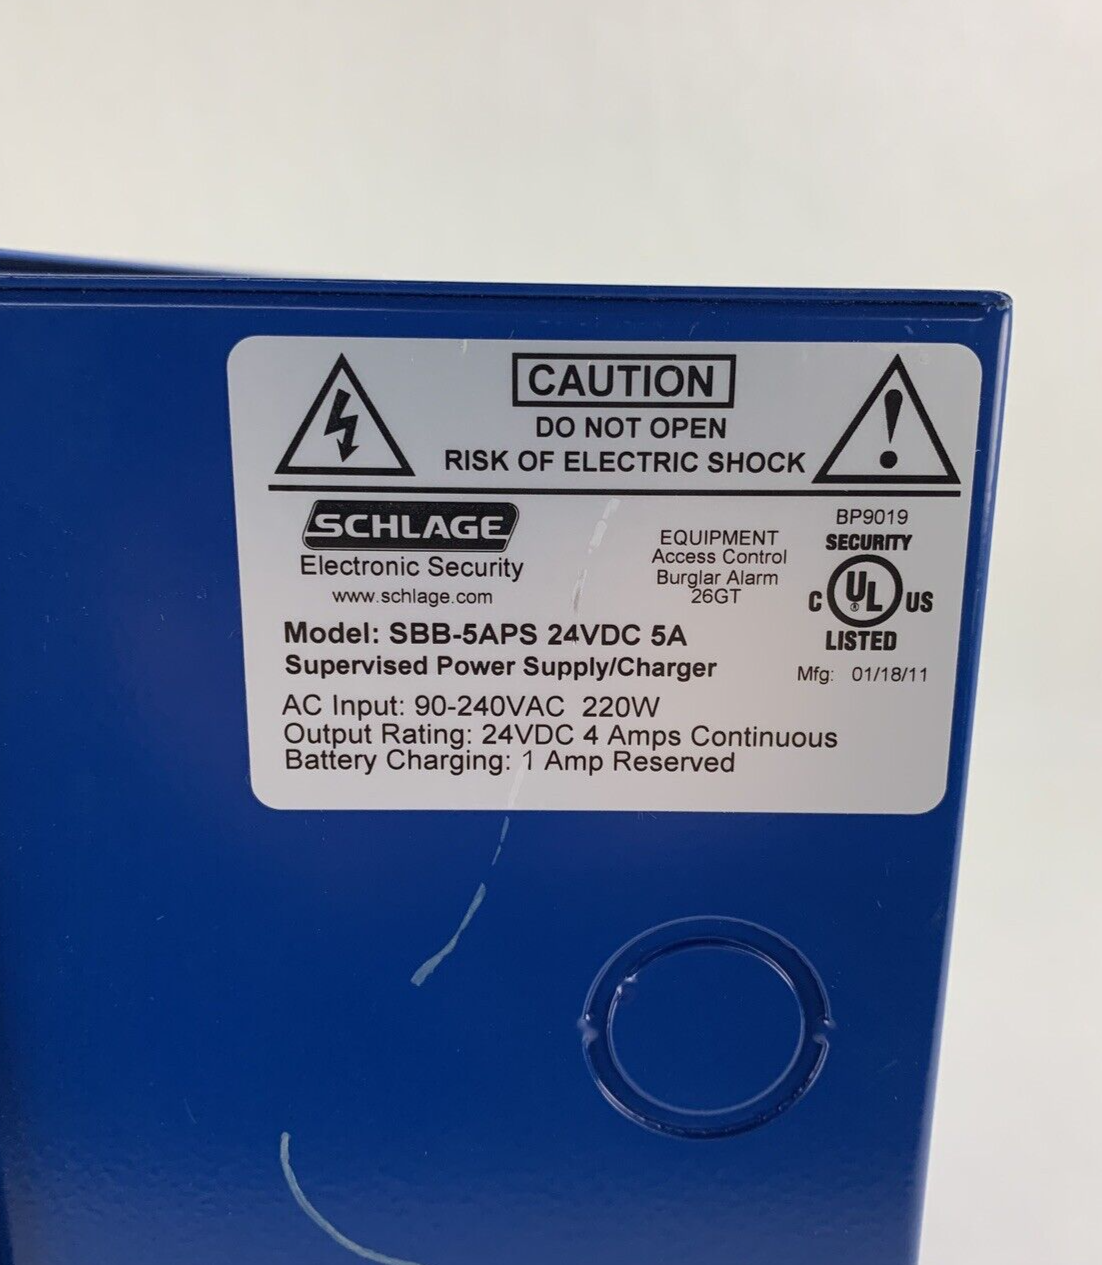 CAUTION
DO NOT OPEN
RISK OF ELECTRIC SHOCK
SCHLAGE
Electronic Security
www.schlage.com
EQUIPMENT
Access Control
Burglar Alarm
26GT
BP9019
SECURITY
C UL ® US
LISTED
Mfg: 01/18/11
Model: SBB-5APS 24VDC 5A
Supervised Power Supply/Charger
AC Input: 90-240VAC 220W
Output Rating: 24VDC 4 Amps Continuous
Battery Charging: 1 Amp Reserved